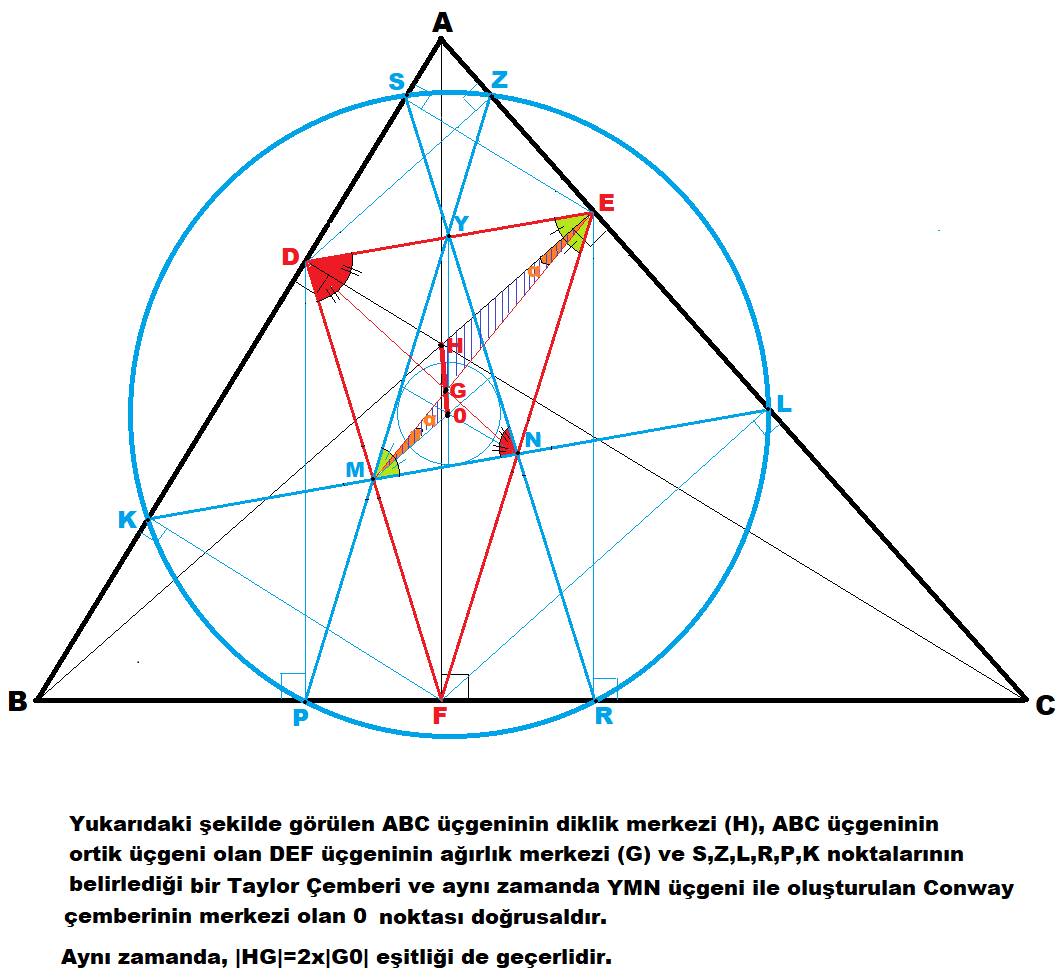 A
S Z
E
Y
D
α
H
G
α 0
L
N
M
K
B
P F R C
Yukarıdaki şekilde görülen ABC üçgeninin diklik merkezi (H), ABC üçgeninin
ortik üçgeni olan DEF üçgeninin ağırlık merkezi (G) ve S,Z,L,R,P,K noktalarının
belirlediği bir Taylor Çemberi ve aynı zamanda YMN üçgeni ile oluşturulan Conway
çemberinin merkezi olan 0 noktası doğrusaldır.
Aynı zamanda, |HG|=2x|G0| eşitliği de geçerlidir.